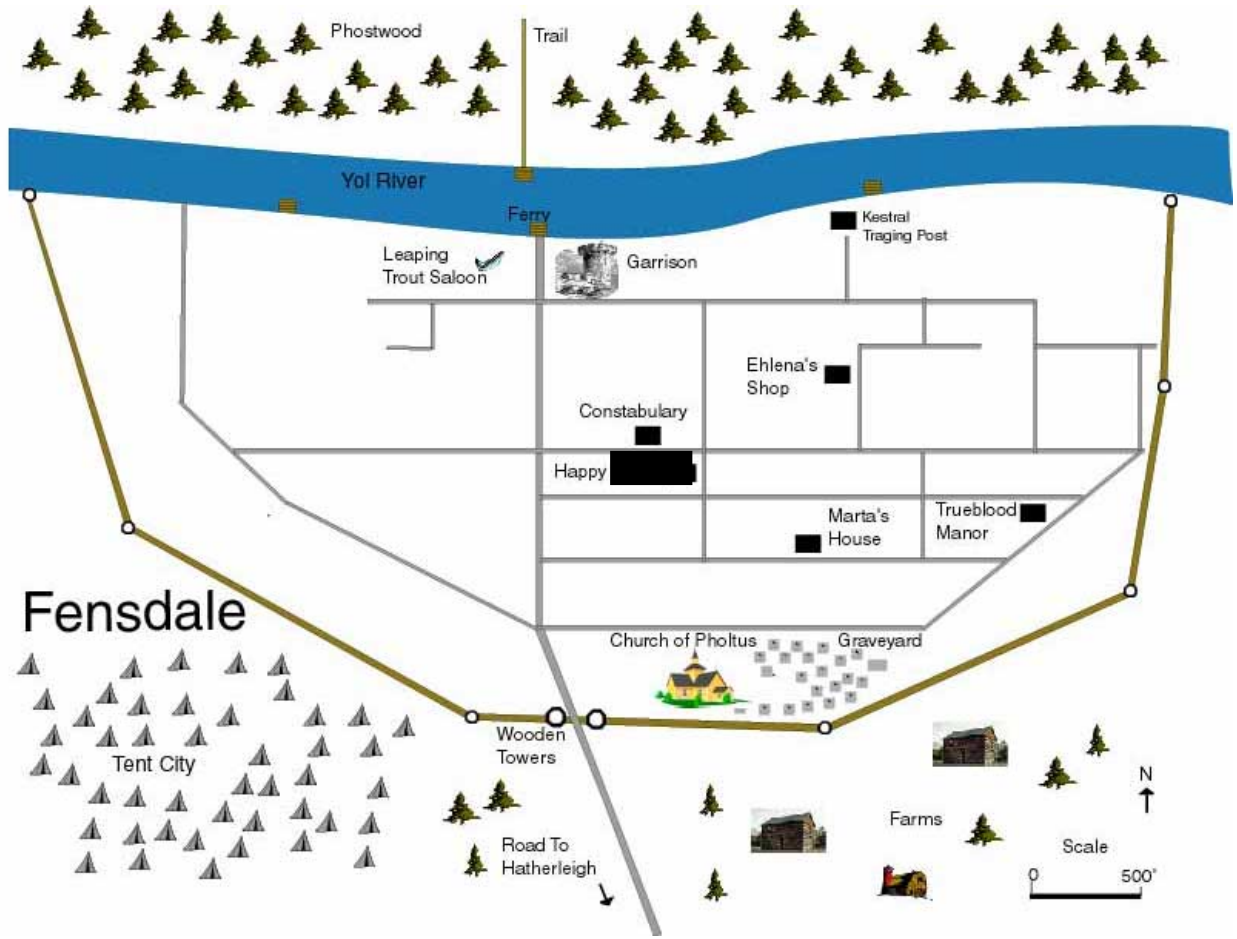 Phostwood
Trail
Yol River
Ferry
Kestral
Traging Post
Leaping
Trout Saloon
Garrison
Ehlena's
Shop
Constabulary
Happy
Marta's
House
Trueblood
Manor
Fensdale
Church of Pholtus
Graveyard
Wooden
Towers
Tent City
N
Farms
Road To
Hatherleigh
Scale
0
500'